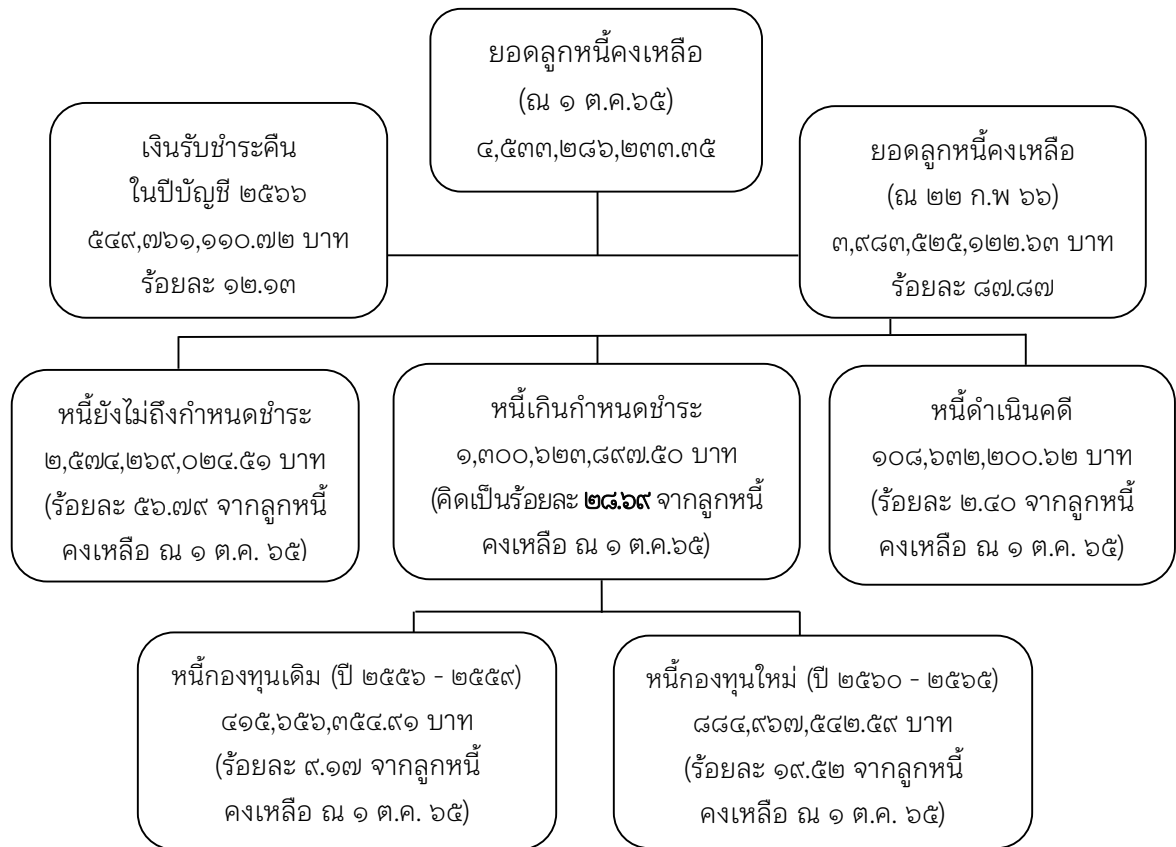 ยอดลูกหนี้คงเหลือ
(ณ ๑ ต.ค.๖๕)
๔,๕๓๓,๒๘๖,๒๓๓.๓๕
เงินรับชำระคืน
ในปีบัญชี ๒๕๖๖
๕๔๙,๗๖๑,๑๑๐.๗๒ บาท
ร้อยละ ๑๒.๑๓
ยอดลูกหนี้คงเหลือ
(ณ ๒๒ ก.พ ๖๖)
๓,๙๘๓,๕๒๕,๑๒๒.๖๓ บาท
ร้อยละ ๘๗.๘๗
หนี้ยังไม่ถึงกำหนดชำระ
๒,๕๗๔,๒๖๙,๐๒๔.๕๑ บาท
(ร้อยละ ๕๖.๗๙ จากลูกหนี้
คงเหลือ ณ ๑ ต.ค. ๖๕)
หนี้เกินกำหนดชำระ
๑,๓๐๐,๖๒๓,๘๙๗.๕๐ บาท
(คิดเป็นร้อยละ ๒๘.๖๙ จากลูกหนี้
คงเหลือ ณ ๑ ต.ค.๖๕)
หนี้ดำเนินคดี
๑๐๘,๖๓๒,๒๐๐.๖๒ บาท
(ร้อยละ ๒.๔๐ จากลูกหนี้
คงเหลือ ณ ๑ ต.ค. ๖๕)
หนี้กองทุนเดิม (ปี ๒๕๕๖ - ๒๕๕๙)
๔๑๕,๖๕๖,๓๕๔.๙๑ บาท
(ร้อยละ ๙.๑๗ จากลูกหนี้
คงเหลือ ณ ๑ ต.ค. ๖๕)
หนี้กองทุนใหม่ (ปี ๒๕๖๐ - ๒๕๖๕)
๘๘๔,๙๖๗,๕๔๒.๕๙ บาท
(ร้อยละ ๑๙.๕๒ จากลูกหนี้
คงเหลือ ณ ๑ ต.ค. ๖๕)